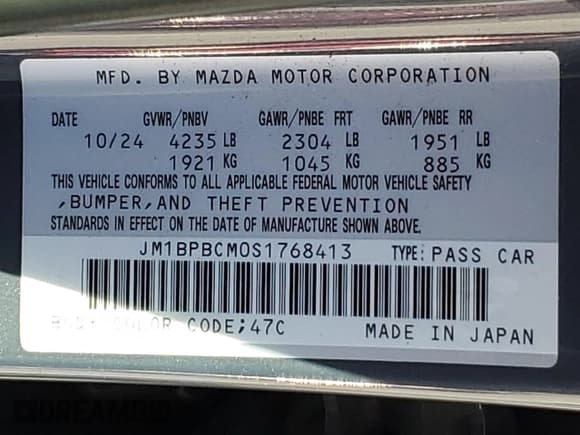 MFD. BY MAZDA MOTOR CORPORATION
DATE GVWR/PNBV GAWR/PNBE FRT GAWR/PNBE RR
10/24 4235 LB 2304 LB 1951 LB
1921 KG 1045 KG 885 KG
THIS VEHICLE CONFORMS TO ALL APPLICABLE FEDERAL MOTOR VEHICLE SAFETY
,BUMPER,AND THEFT PREVENTION
STANDARDS IN EFFECT ON THE DATE OF MANUFACTURE SHOWN ABOVE.
JM1BPBCM0S1768413 TYPE: PASS CAR
BODY COLOR CODE;47C MADE IN JAPAN
DREAMBID